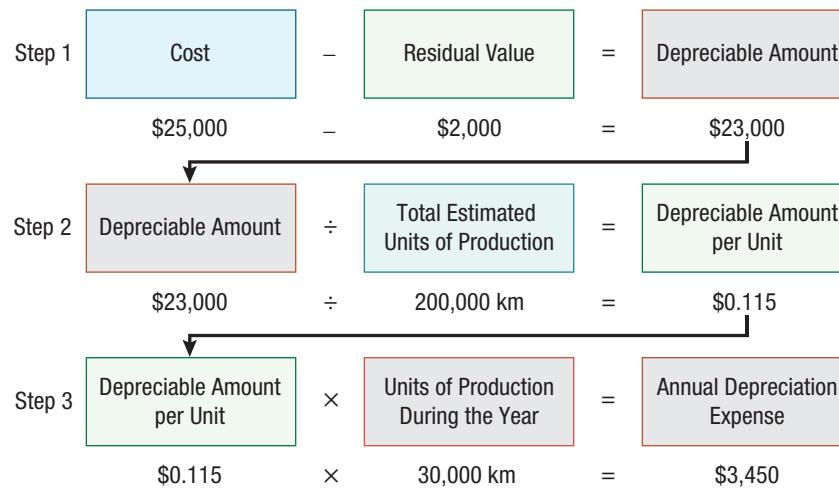 Step 1 Cost – Residual Value = Depreciable Amount
$25,000 – $2,000 = $23,000
Step 2 Depreciable Amount ÷ Total Estimated
Units of Production = Depreciable Amount
per Unit
$23,000 ÷ 200,000 km = $0.115
Step 3 Depreciable Amount
per Unit × Units of Production
During the Year = Annual Depreciation
Expense
$0.115 × 30,000 km = $3,450